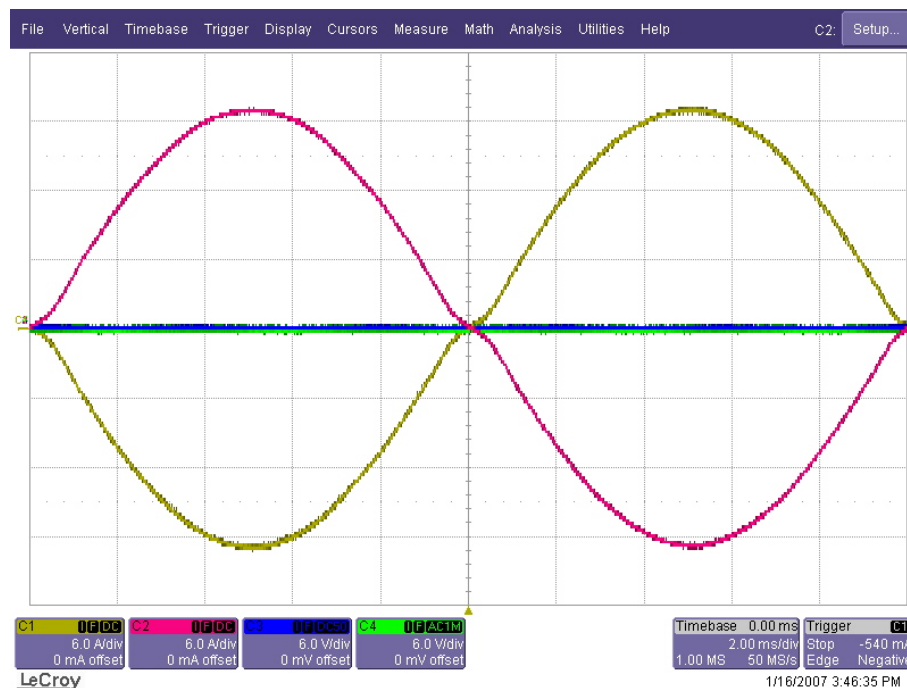 File Vertical Timebase Trigger Display Cursors Measure Math Analysis Utilities Help C2: Setup...
C1 F DC C2 F DC F C4 F AC1M Timebase 0.00 ms Trigger C1
6.0 A/div 6.0 A/div 6.0 V/div 6.0 V/div 2.00 ms/div Stop -540 mA
0 mA offset 0 mA offset 0 mV offset 0 mV offset 1.00 MS 50 MS/s Edge Negative
LeCroy 1/16/2007 3:46:35 PM